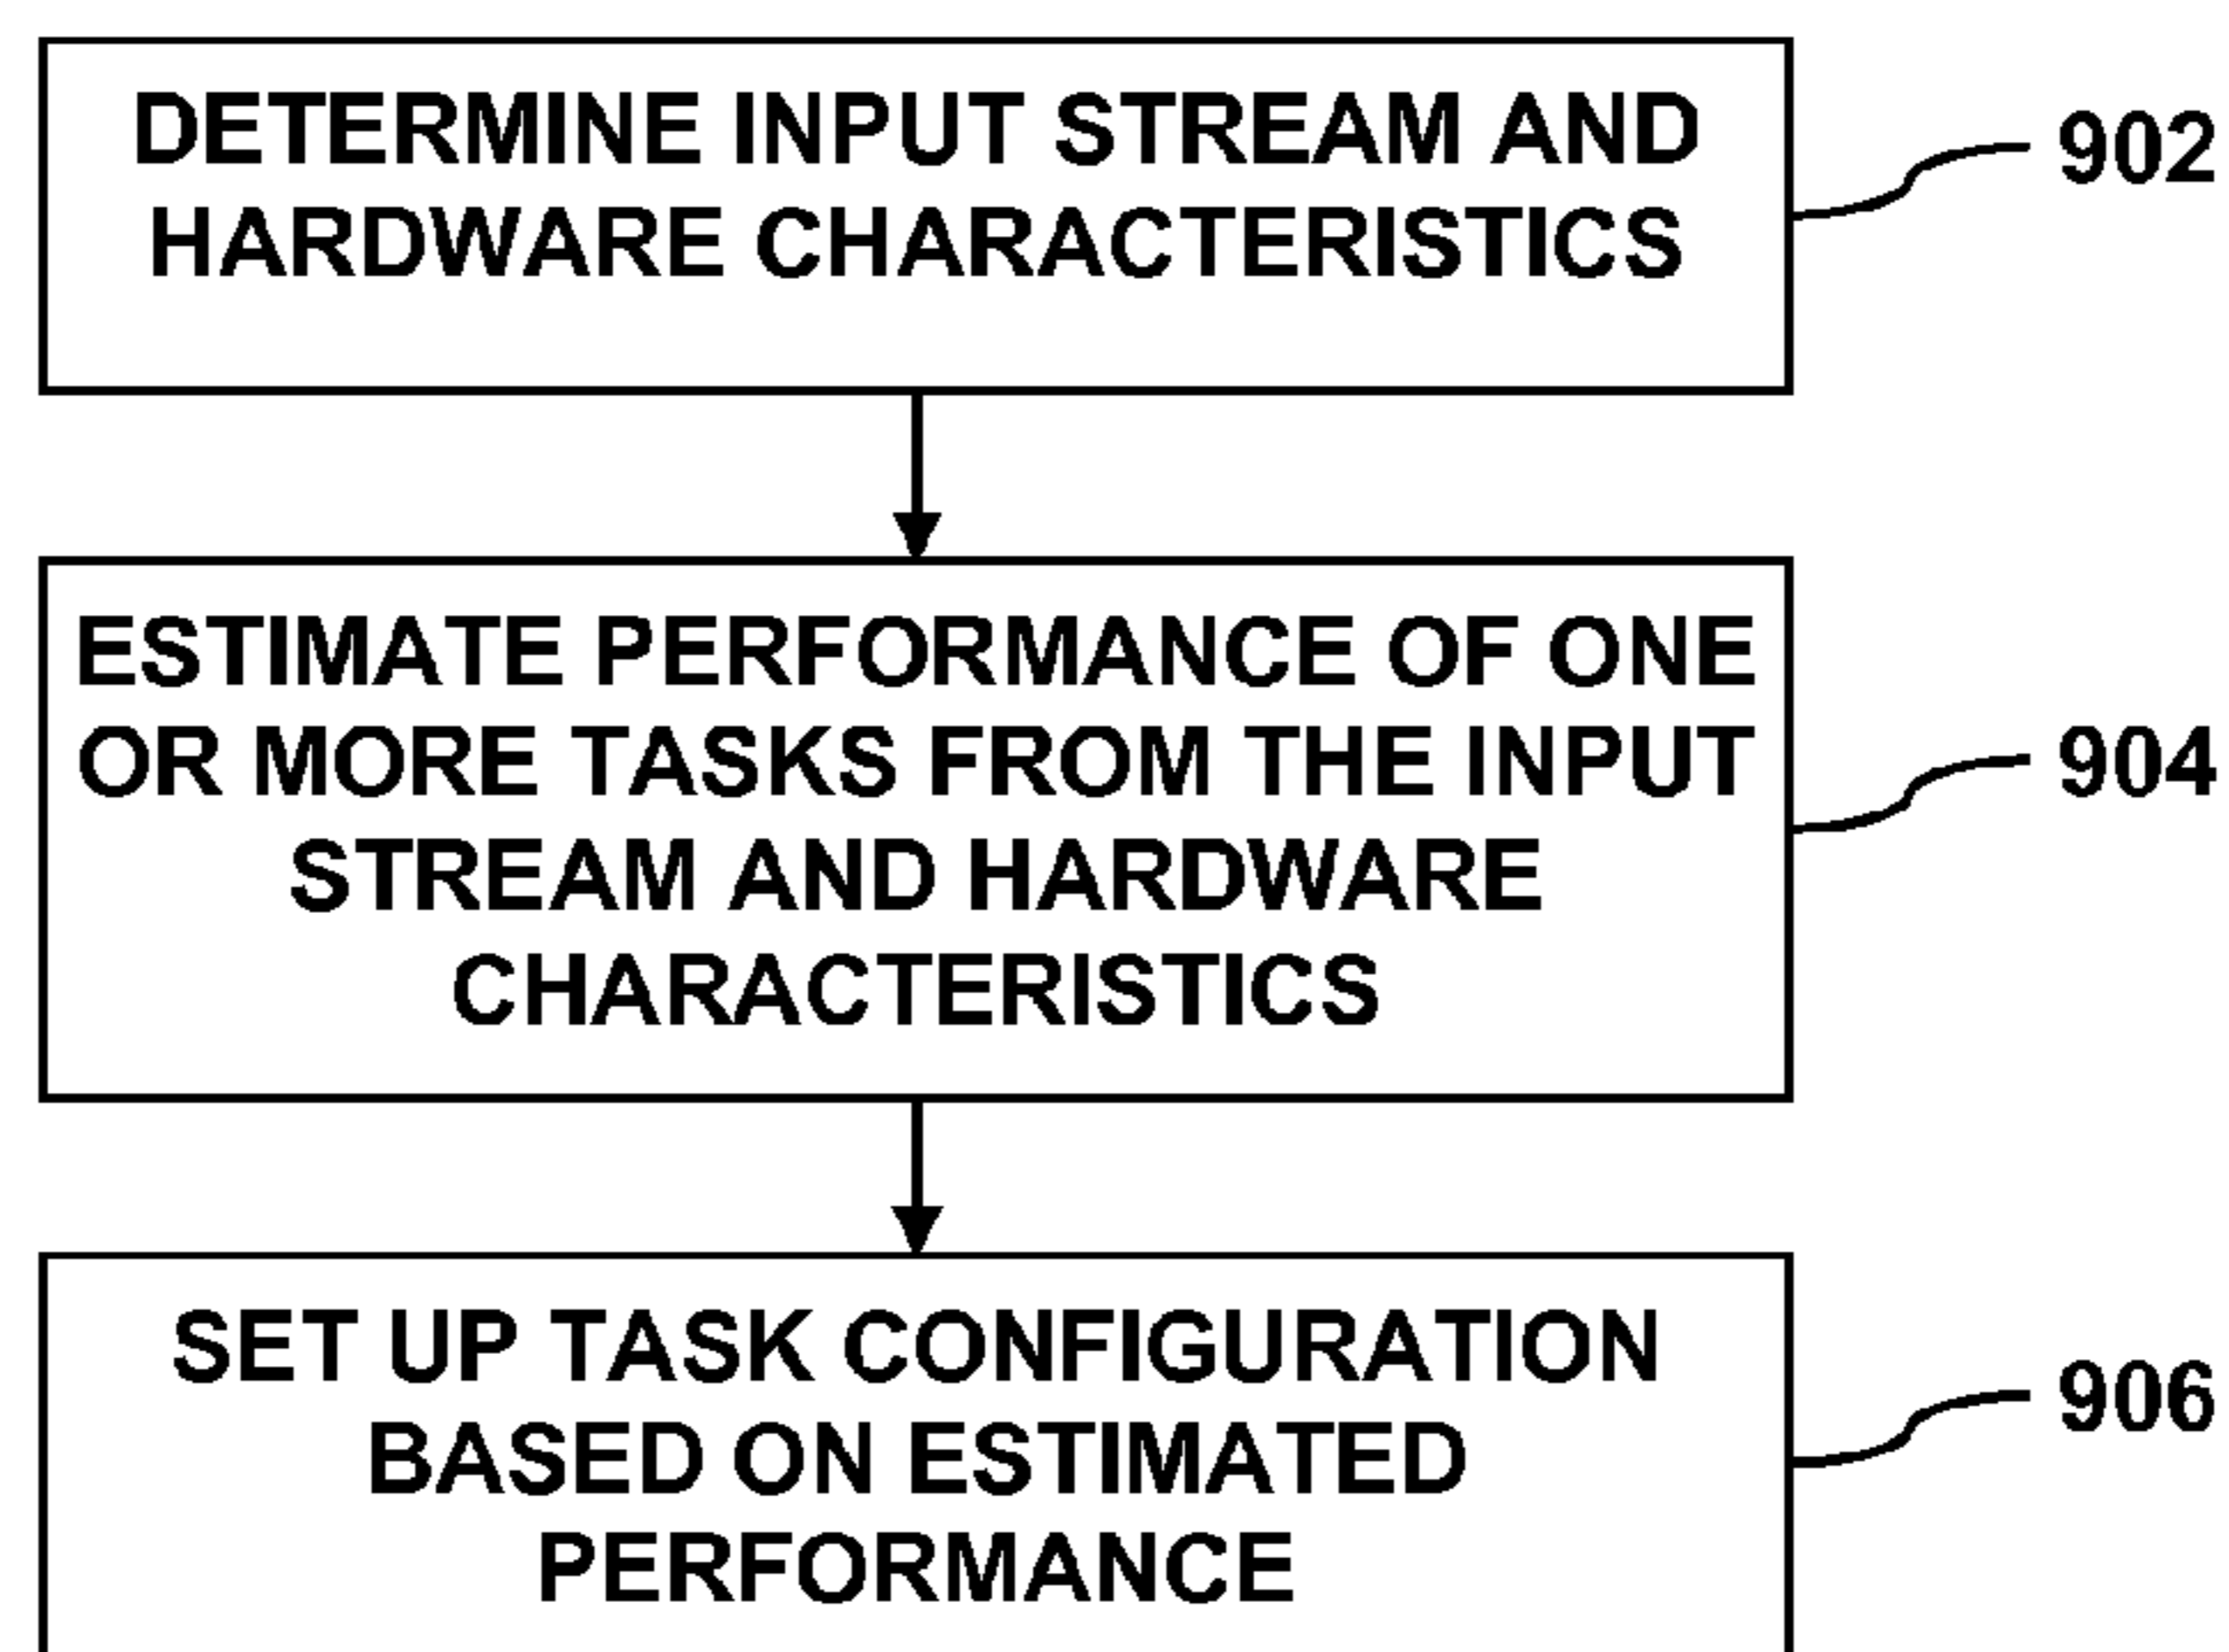 DETERMINE INPUT STREAM AND
HARDWARE CHARACTERISTICS
902
ESTIMATE PERFORMANCE OF ONE
OR MORE TASKS FROM THE INPUT
STREAM AND HARDWARE
CHARACTERISTICS
904
SET UP TASK CONFIGURATION
BASED ON ESTIMATED
PERFORMANCE
906